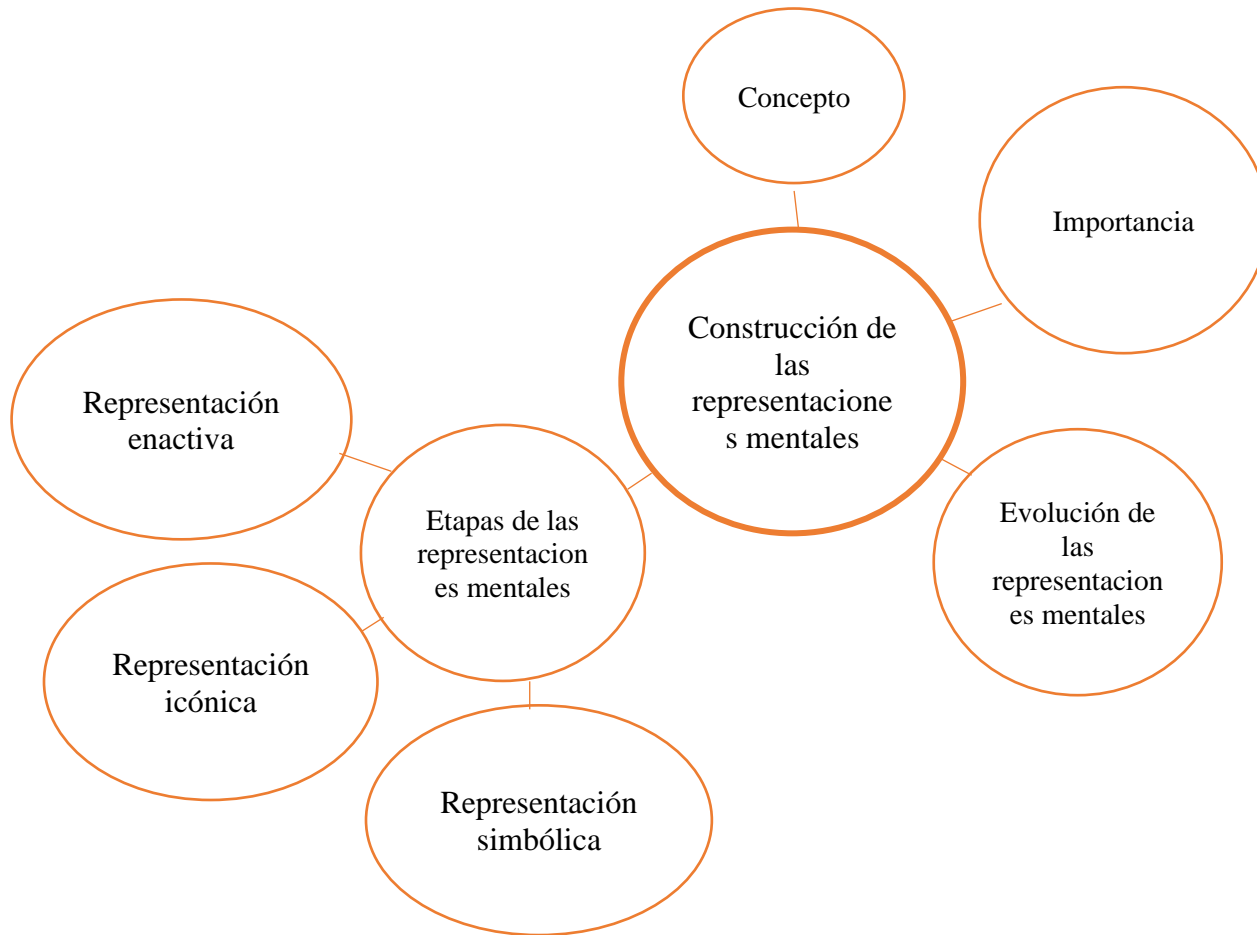 Concepto
Importancia
Construcción de
las
representacione
s mentales
Representación
enactiva
Etapas de las
representacion
es mentales
Evolución de
las
representacion
es mentales
Representación
icónica
Representación
simbólica